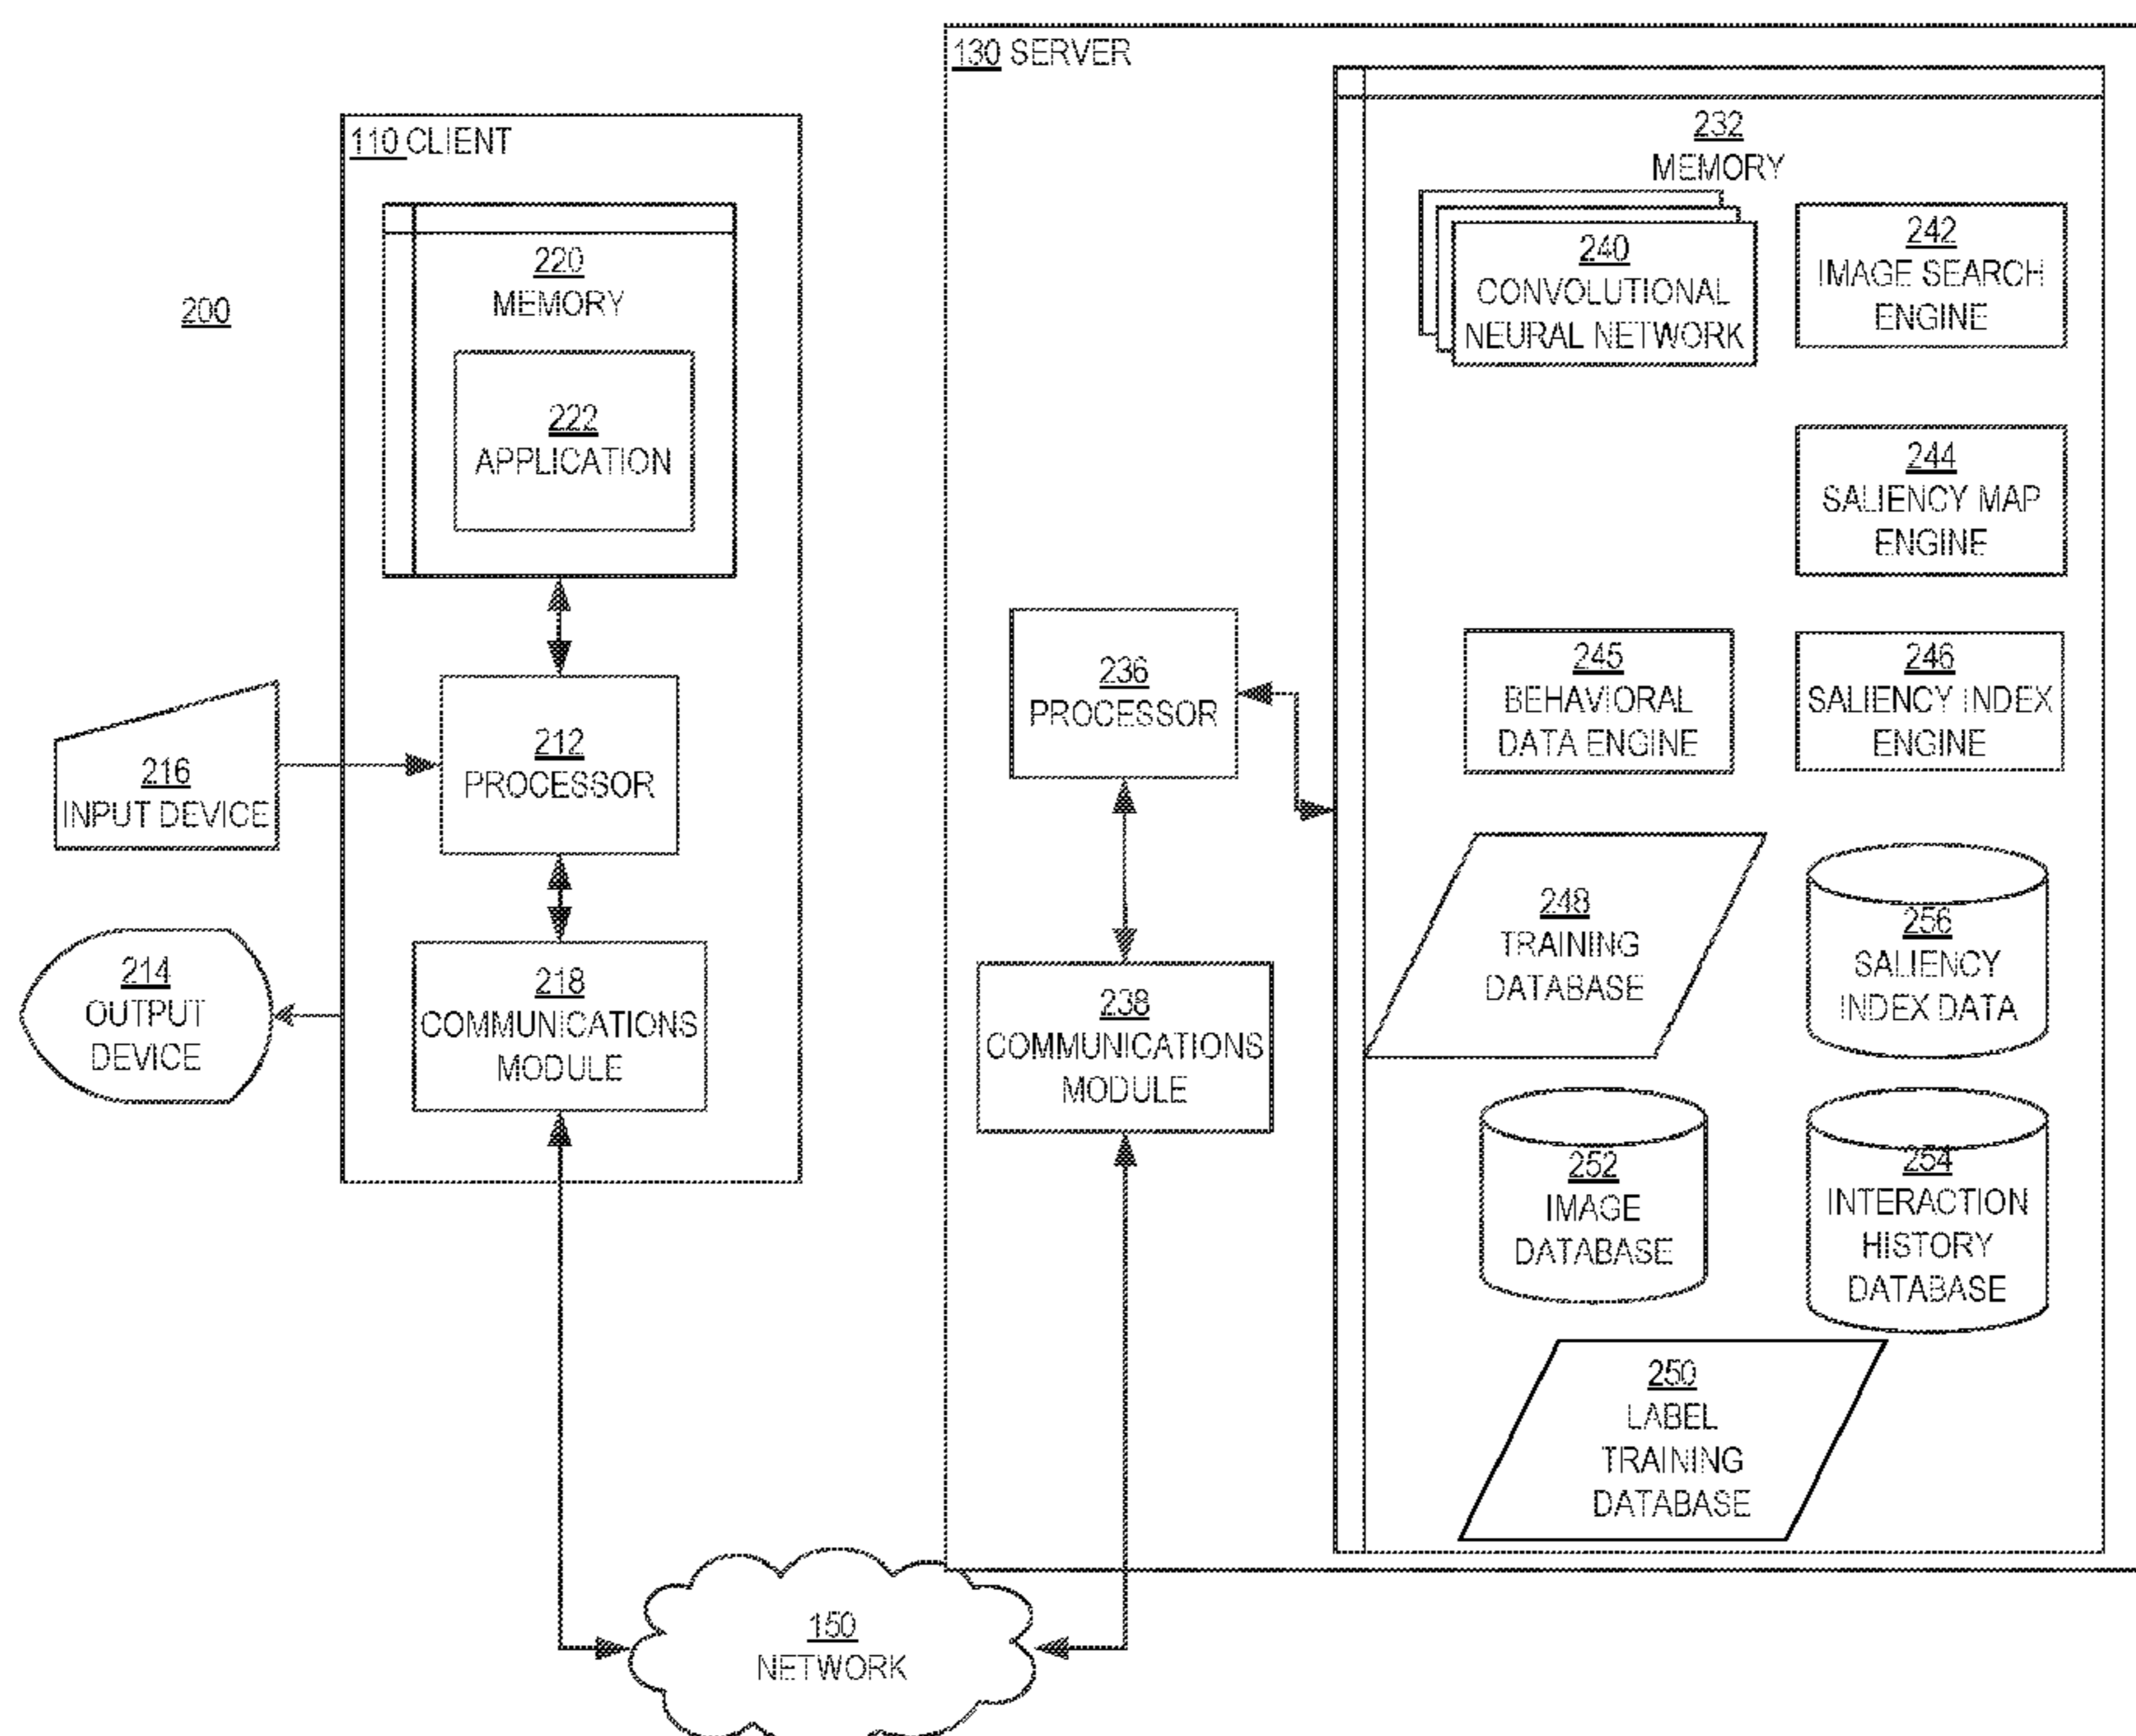 130 SERVER
110 CLIENT
232
MEMORY
220
MEMORY
240
CONVOLUTIONAL
NEURAL NETWORK
242
IMAGE SEARCH
ENGINE
200
222
APPLICATION
244
SALIENCY MAP
ENGINE
236
PROCESSOR
245
BEHAVIORAL
DATA ENGINE
246
SALIENCY INDEX
ENGINE
216
INPUT DEVICE
212
PROCESSOR
248
TRAINING
DATABASE
256
SALIENCY
INDEX DATA
214
OUTPUT
DEVICE
218
COMMUNICATIONS
MODULE
238
COMMUNICATIONS
MODULE
252
IMAGE
DATABASE
254
INTERACTION
HISTORY
DATABASE
250
LABEL
TRAINING
DATABASE
150
NETWORK